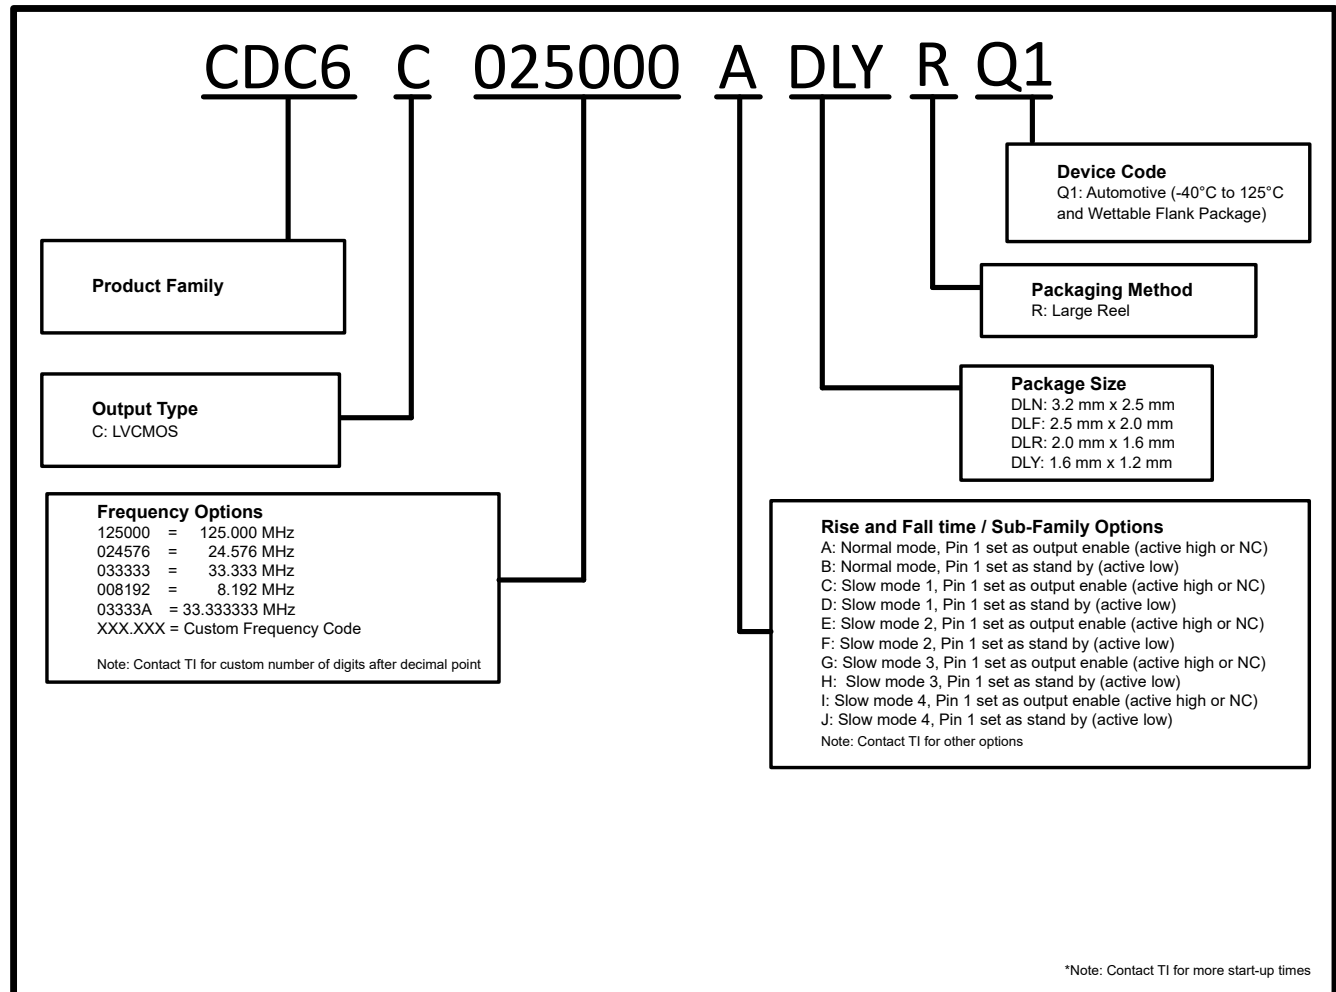 CDC6 C 025000 A DLY R Q1
Device Code
Q1: Automotive (-40°C to 125°C
and Wettable Flank Package)
Product Family
Packaging Method
R: Large Reel
Output Type
C: LVCMOS
Package Size
DLN: 3.2 mm x 2.5 mm
DLF: 2.5 mm x 2.0 mm
DLR: 2.0 mm x 1.6 mm
DLY: 1.6 mm x 1.2 mm
Frequency Options
125000 = 125.000 MHz
024576 = 24.576 MHz
033333 = 33.333 MHz
008192 = 8.192 MHz
03333A = 33.333333 MHz
XXX.XXX = Custom Frequency Code
Note: Contact TI for custom number of digits after decimal point
Rise and Fall time / Sub-Family Options
A: Normal mode, Pin 1 set as output enable (active high or NC)
B: Normal mode, Pin 1 set as stand by (active low)
C: Slow mode 1, Pin 1 set as output enable (active high or NC)
D: Slow mode 1, Pin 1 set as stand by (active low)
E: Slow mode 2, Pin 1 set as output enable (active high or NC)
F: Slow mode 2, Pin 1 set as stand by (active low)
G: Slow mode 3, Pin 1 set as output enable (active high or NC)
H: Slow mode 3, Pin 1 set as stand by (active low)
I: Slow mode 4, Pin 1 set as output enable (active high or NC)
J: Slow mode 4, Pin 1 set as stand by (active low)
Note: Contact TI for other options
*Note: Contact TI for more start-up times